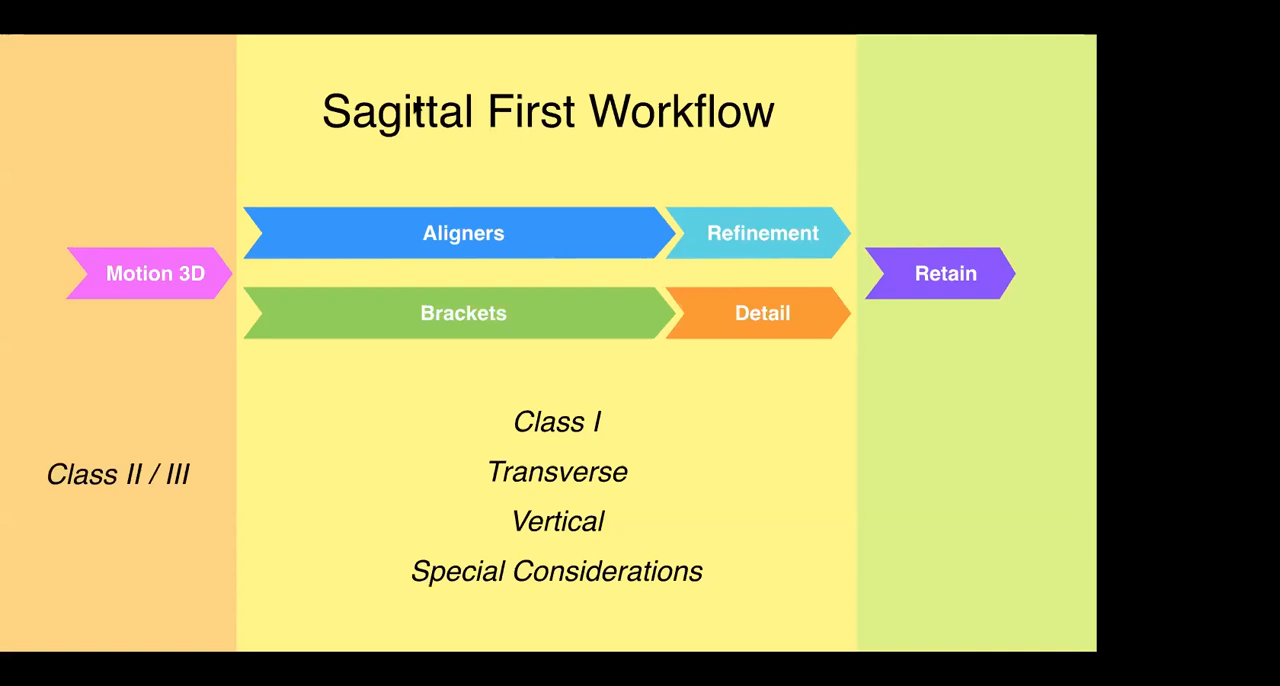 Sagittal First Workflow
Aligners
Refinement
Motion 3D
Retain
Brackets
Detail
Class I
Class II / III
Transverse
Vertical
Special Considerations